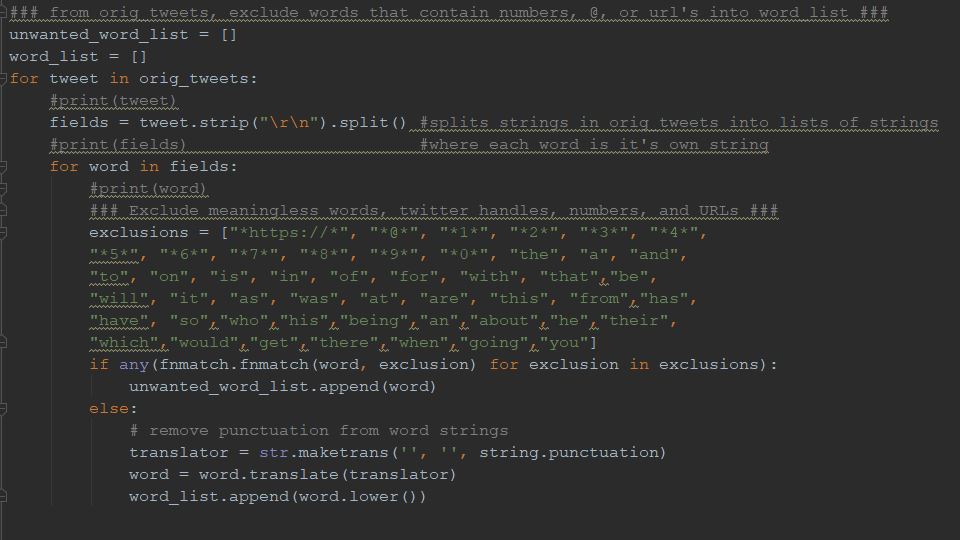 ### from orig_tweets, exclude words that contain numbers, @, or url's into word_list ###
unwanted_word_list = []
word_list = []
for tweet in orig_tweets:
    #print(tweet)
    fields = tweet.strip("\r\n").split() #splits strings in orig_tweets into lists of strings
    #print(fields)                       #where each word is it's own string
    for word in fields:
        #print(word)
        ### Exclude meaningless words, twitter handles, numbers, and URLs ###
        exclusions = ["*https://*", "*@*", "*1*", "*2*", "*3*", "*4*",
        "*5*", "*6*", "*7*", "*8*", "*9*", "*0*", "the", "a", "and",
        "to", "on", "is", "in", "of", "for", "with", "that","be",
        "will", "it", "as", "was", "at", "are", "this", "from","has",
        "have", "so","who","his","being","an","about","he","their",
        "which","would","get","there","when","going","you"]
        if any(fnmatch.fnmatch(word, exclusion) for exclusion in exclusions):
            unwanted_word_list.append(word)
        else:
            # remove punctuation from word strings
            translator = str.maketrans('', '', string.punctuation)
            word = word.translate(translator)
            word_list.append(word.lower())